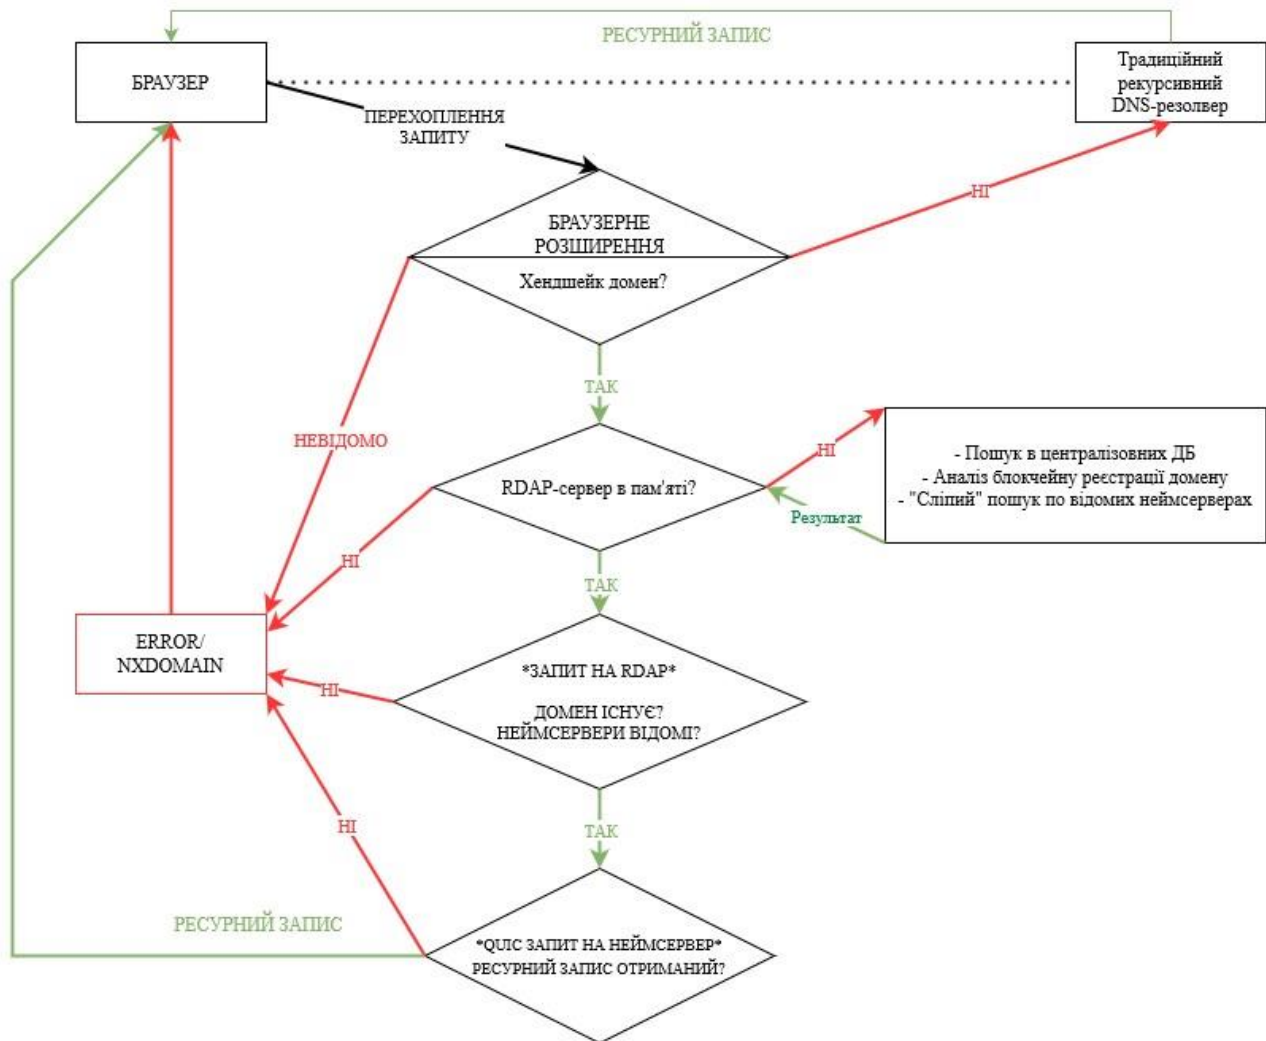 РЕСУРНИЙ ЗАПИС
БРАУЗЕР
Традиційний
рекурсивний
DNS-резолвер
ПЕРЕХОПЛЕННЯ
ЗАПИТУ
НІ
БРАУЗЕРНЕ
РОЗШИРЕННЯ
Хендшейк домен?
ТАК
НЕВІДОМО
НІ
- Пошук в централізовних ДБ
- Аналіз блокчейну реєстрації домену
- "Сліпий" пошук по відомих неймсерверах
RDAP-сервер в пам'яті?
Результат
НІ
ТАК
ERROR/
NXDOMAIN
*ЗАПИТ НА RDAP*
НІ
ДОМЕН ІСНУЄ?
НЕЙМСЕРВЕРИ ВІДОМІ?
НІ
ТАК
РЕСУРНИЙ ЗАПИС
*QUIC ЗАПИТ НА НЕЙМСЕРВЕР*
РЕСУРНИЙ ЗАПИС ОТРИМАНИЙ?